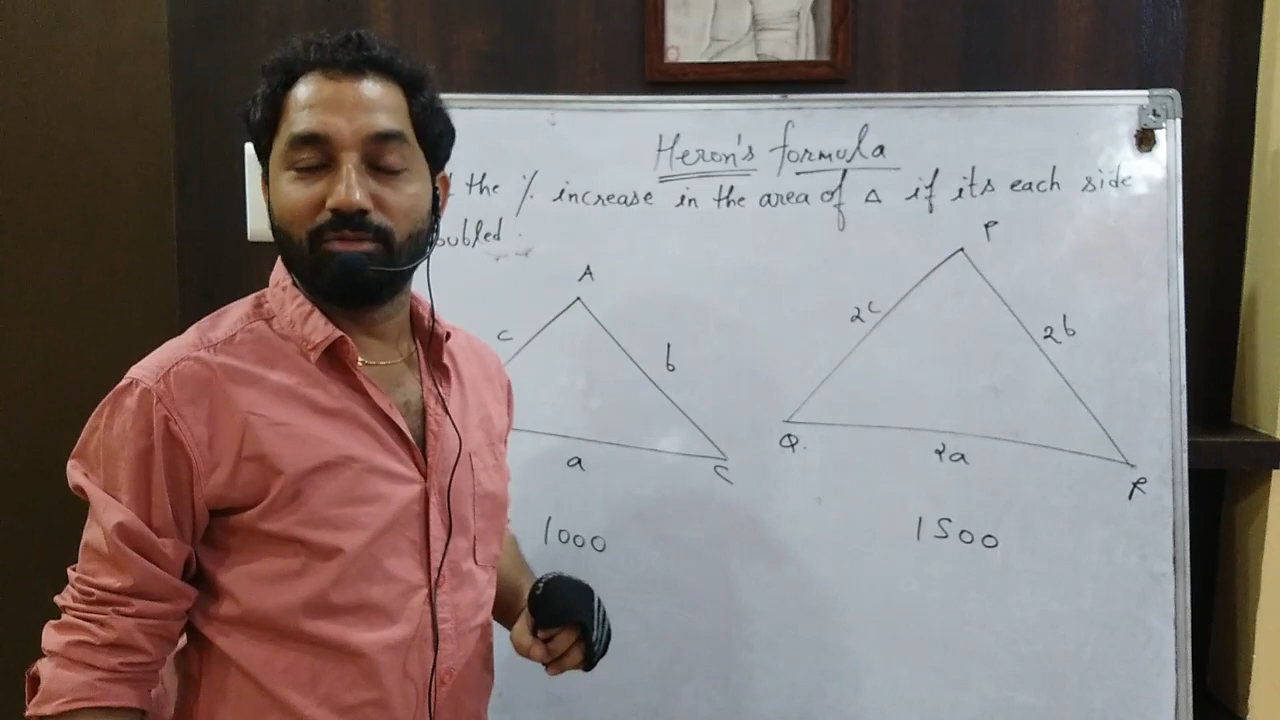 Heron's formula
the % increase in the area of Δ if its each side
oubled.
A
P
c
b
2c
2b
a
C
Q.
2a
R
1000
1500